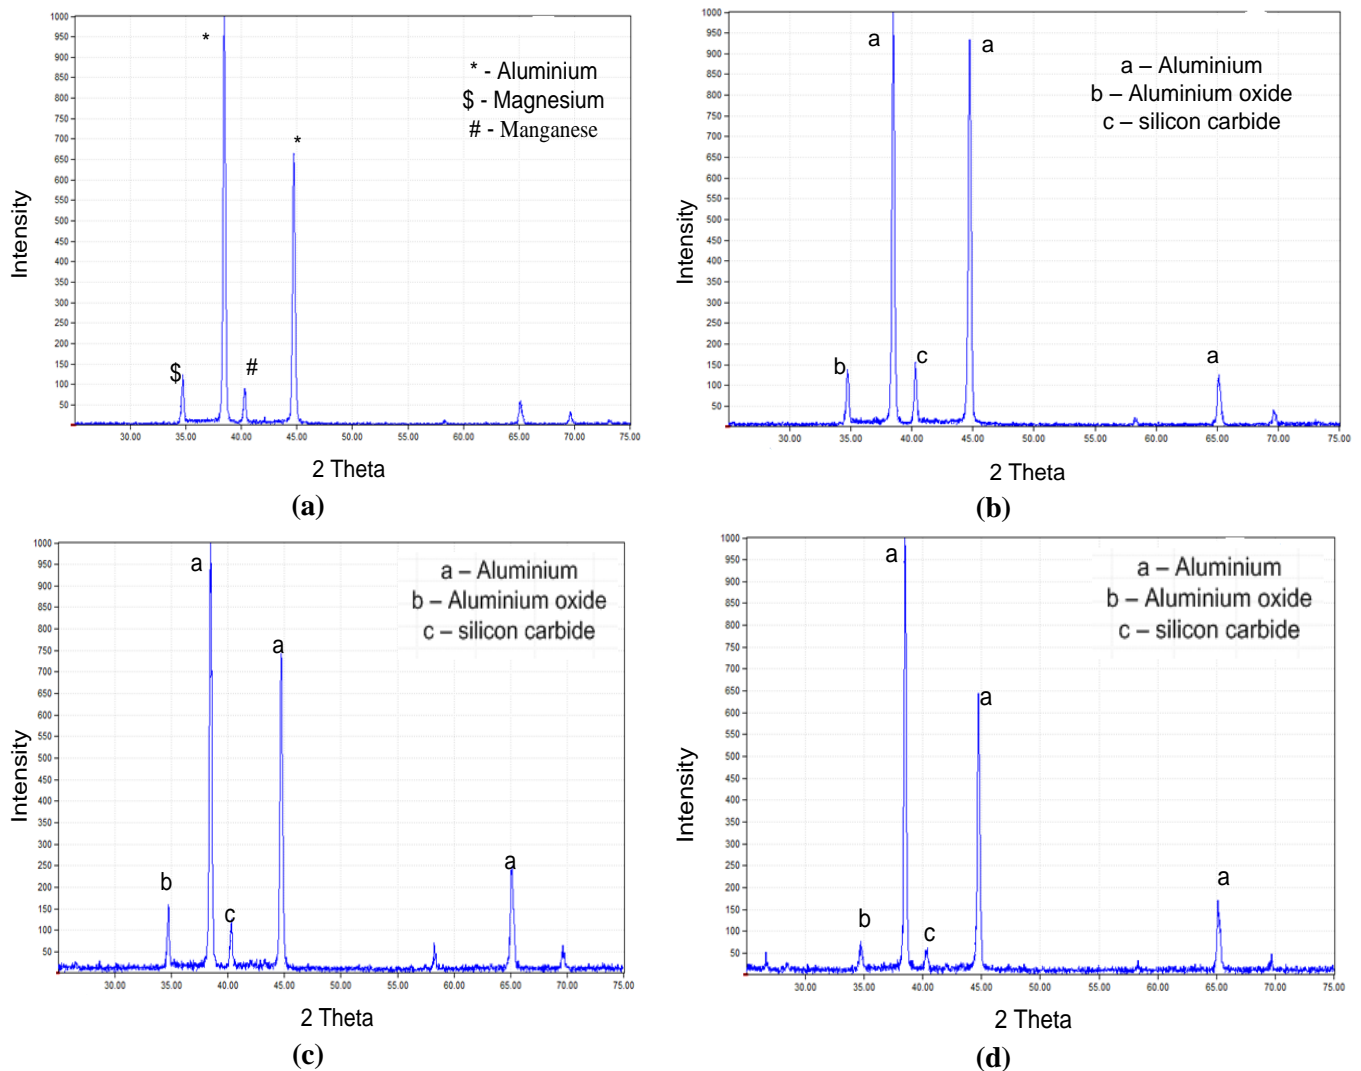 1000
950
900
850
800
750
700
650
600
550
500
450
400
350
300
250
200
150
100
50
30.00 35.00 40.00 45.00 50.00 55.00 60.00 65.00 70.00 75.00
Intensity
2 Theta
*
* - Aluminium
$ - Magnesium
# - Manganese
*
$
#
(a)
1000
950
900
850
800
750
700
650
600
550
500
450
400
350
300
250
200
150
100
50
30.00 35.00 40.00 45.00 50.00 55.00 60.00 65.00 70.00 75.00
Intensity
2 Theta
a
a
a – Aluminium
b – Aluminium oxide
c – silicon carbide
b
c
a
(b)
1000
950
900
850
800
750
700
650
600
550
500
450
400
350
300
250
200
150
100
50
30.00 35.00 40.00 45.00 50.00 55.00 60.00 65.00 70.00 75.00
Intensity
2 Theta
a
a – Aluminium
b – Aluminium oxide
c – silicon carbide
a
b
c
a
(c)
1000
950
900
850
800
750
700
650
600
550
500
450
400
350
300
250
200
150
100
50
30.00 35.00 40.00 45.00 50.00 55.00 60.00 65.00 70.00 75.00
Intensity
2 Theta
a
a – Aluminium
b – Aluminium oxide
c – silicon carbide
a
b
c
a
(d)